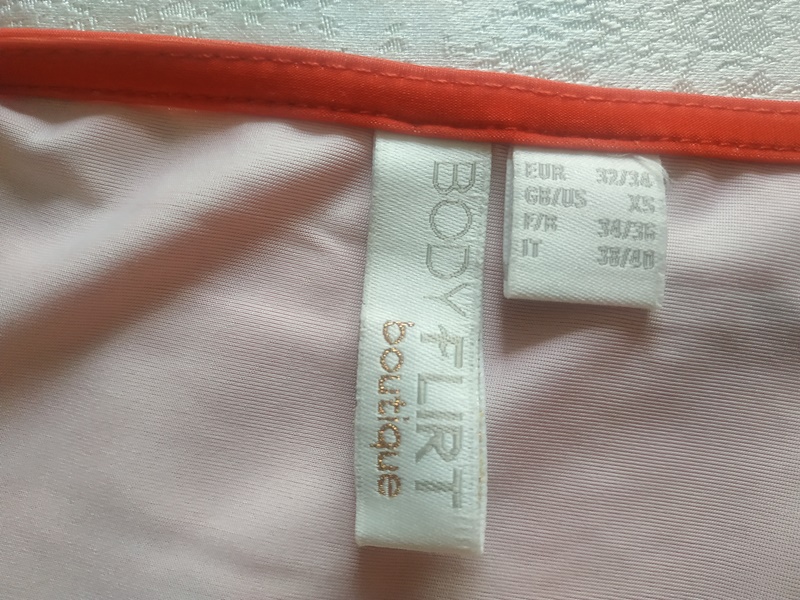 BODYFLIRT
boutique
EUR 32/34
GB/US XS
F/R 34/36
IT 38/40